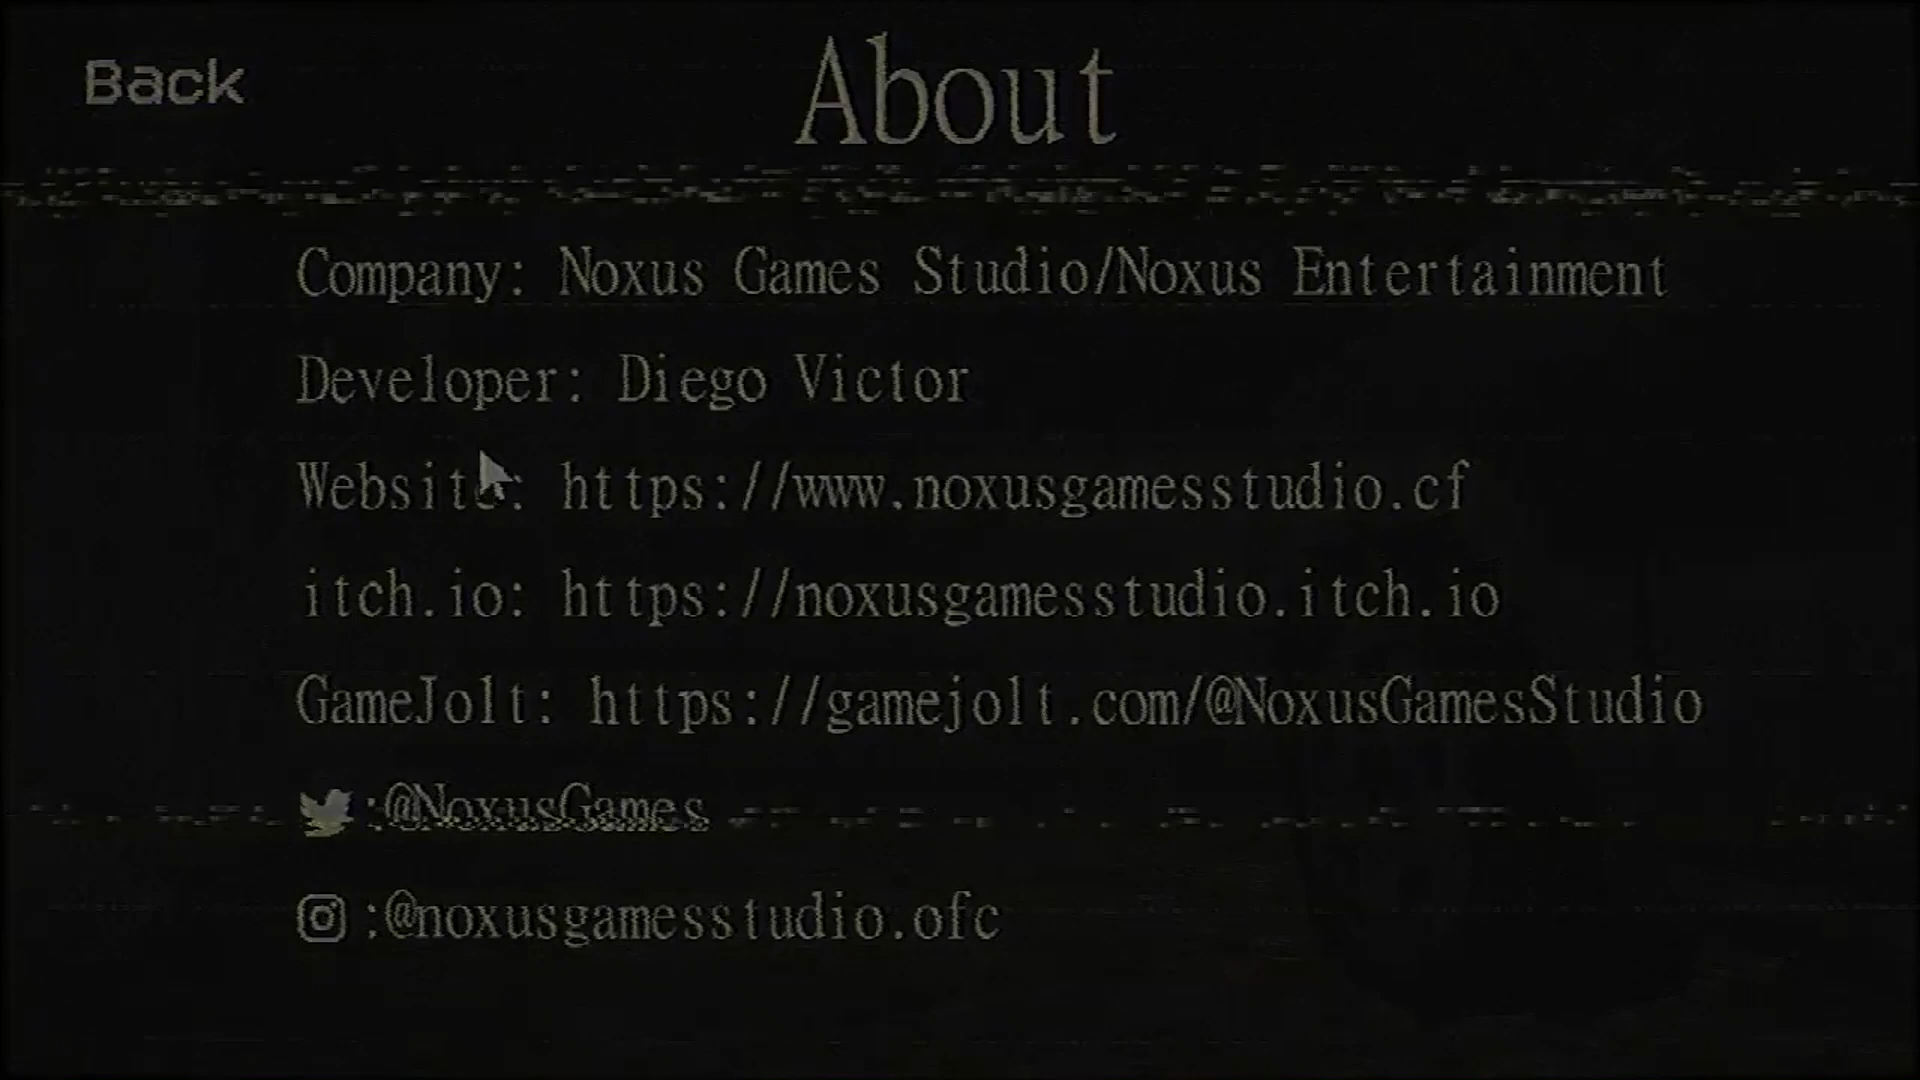 Back
About
Company: Noxus Games Studio/Noxus Entertainment
Developer: Diego Victor
Website: https://www.noxusgamesstudio.cf
itch.io: https://noxusgamesstudio.itch.io
GameJolt: https://gamejolt.com/@NoxusGamesStudio
:@NoxusGames
:@noxusgamesstudio.ofc